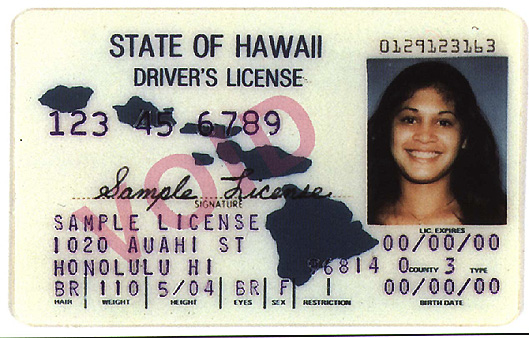 STATE OF HAWAII
DRIVER'S LICENSE
0129123163
123 45 6789
VOID
Sample License
SIGNATURE
SAMPLE LICENSE
LIC. EXPIRES
1020 AUAHI ST
00/00/00
HONOLULU HI 96814 0 COUNTY 3 TYPE
BR 110 5/04 BR F 00/00/00
HAIR WEIGHT HEIGHT EYES SEX RESTRICTION BIRTH DATE